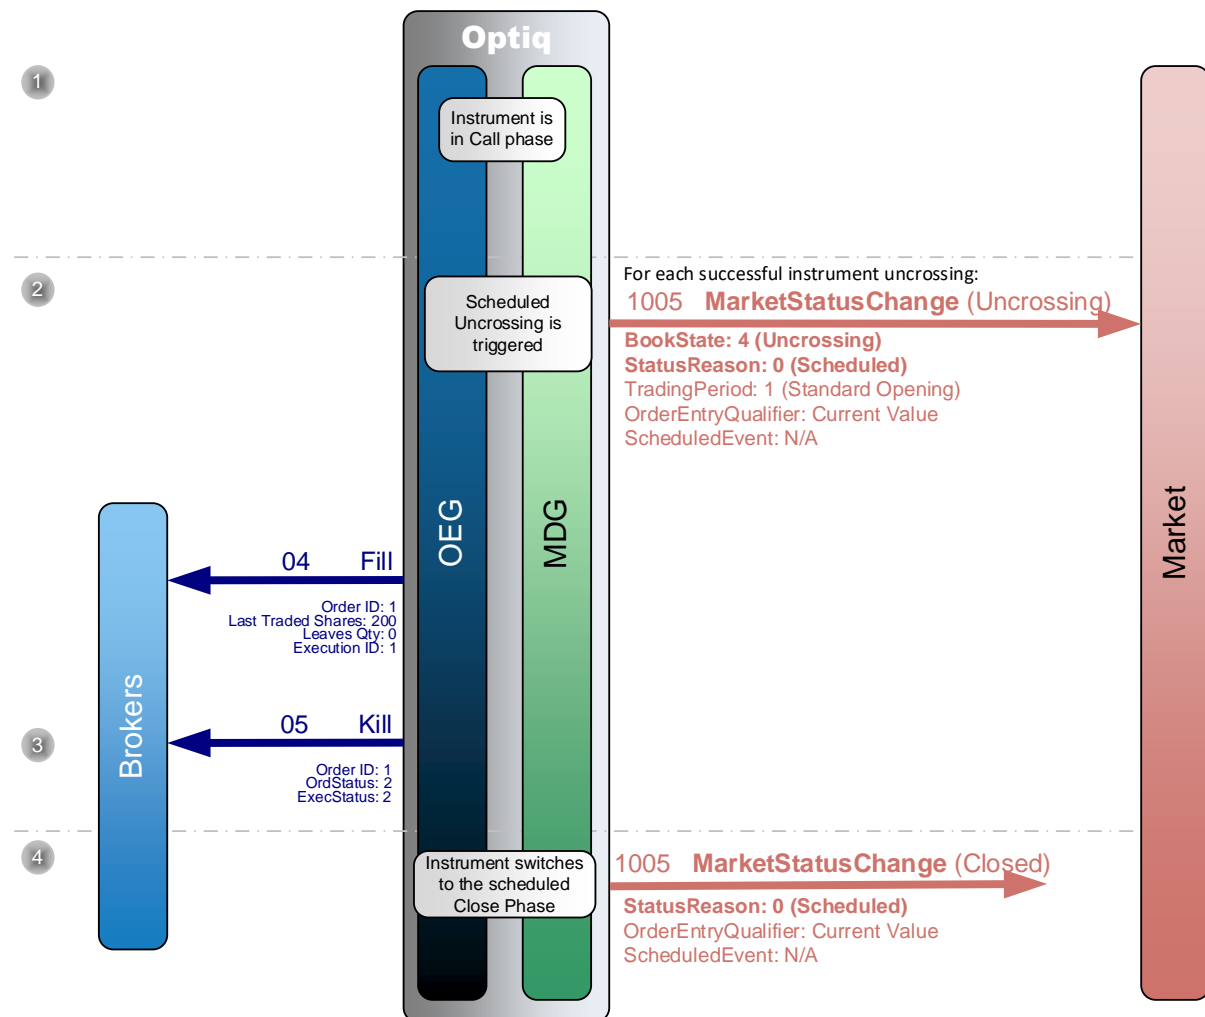 Optiq
1
Instrument is
in Call phase
2
Scheduled
Uncrossing is
triggered
For each successful instrument uncrossing:
1005 MarketStatusChange (Uncrossing)
BookState: 4 (Uncrossing)
StatusReason: 0 (Scheduled)
TradingPeriod: 1 (Standard Opening)
OrderEntryQualifier: Current Value
ScheduledEvent: N/A
OEG
MDG
Market
Brokers
04 Fill
Order ID: 1
Last Traded Shares: 200
Leaves Qty: 0
Execution ID: 1
3
05 Kill
Order ID: 1
OrdStatus: 2
ExecStatus: 2
4
Instrument switches
to the scheduled
Close Phase
1005 MarketStatusChange (Closed)
StatusReason: 0 (Scheduled)
OrderEntryQualifier: Current Value
ScheduledEvent: N/A